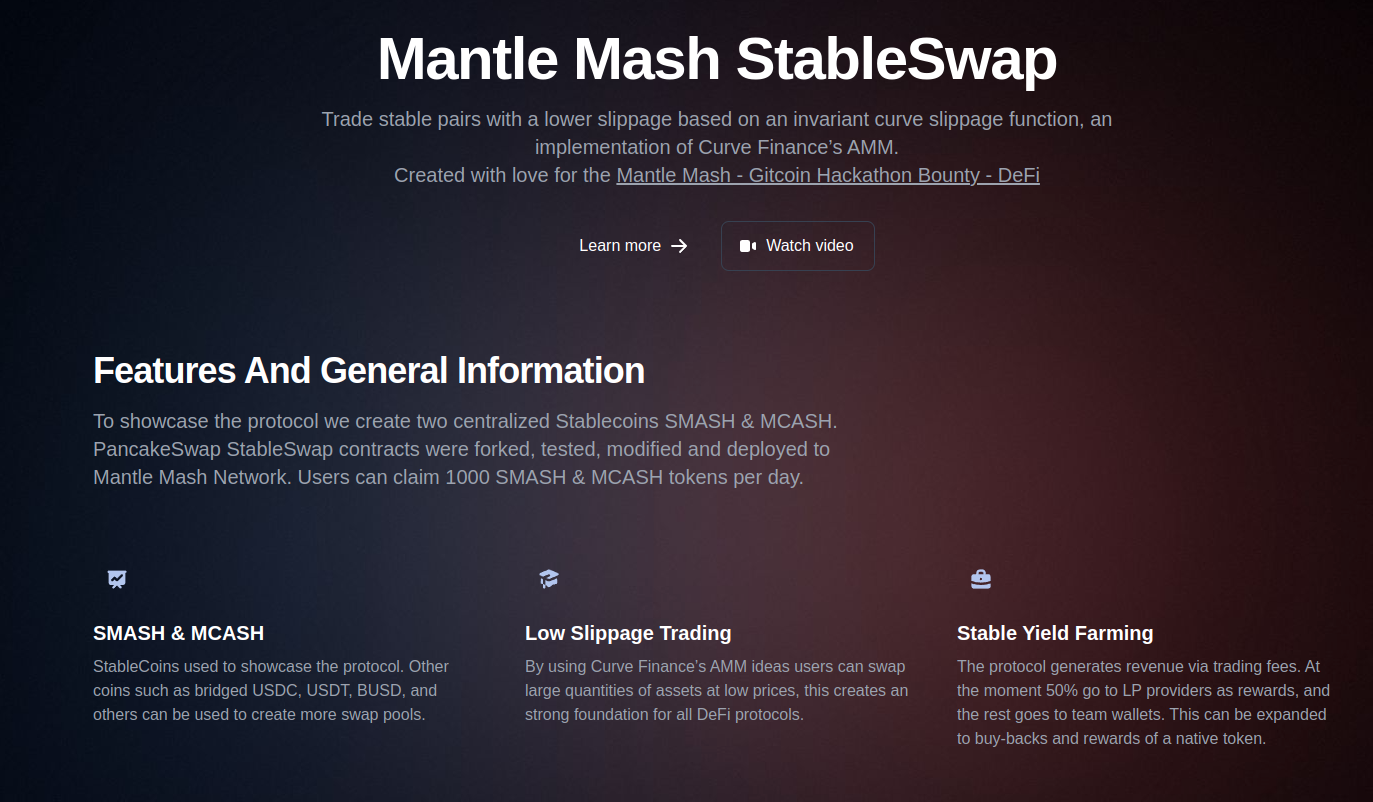 Mantle Mash StableSwap
Trade stable pairs with a lower slippage based on an invariant curve slippage function, an
implementation of Curve Finance’s AMM.
Created with love for the Mantle Mash - Gitcoin Hackathon Bounty - DeFi
Learn more
Watch video
Features And General Information
To showcase the protocol we create two centralized Stablecoins SMASH & MCASH.
PancakeSwap StableSwap contracts were forked, tested, modified and deployed to
Mantle Mash Network. Users can claim 1000 SMASH & MCASH tokens per day.
SMASH & MCASH
StableCoins used to showcase the protocol. Other
coins such as bridged USDC, USDT, BUSD, and
others can be used to create more swap pools.
Low Slippage Trading
By using Curve Finance’s AMM ideas users can swap
large quantities of assets at low prices, this creates an
strong foundation for all DeFi protocols.
Stable Yield Farming
The protocol generates revenue via trading fees. At
the moment 50% go to LP providers as rewards, and
the rest goes to team wallets. This can be expanded
to buy-backs and rewards of a native token.